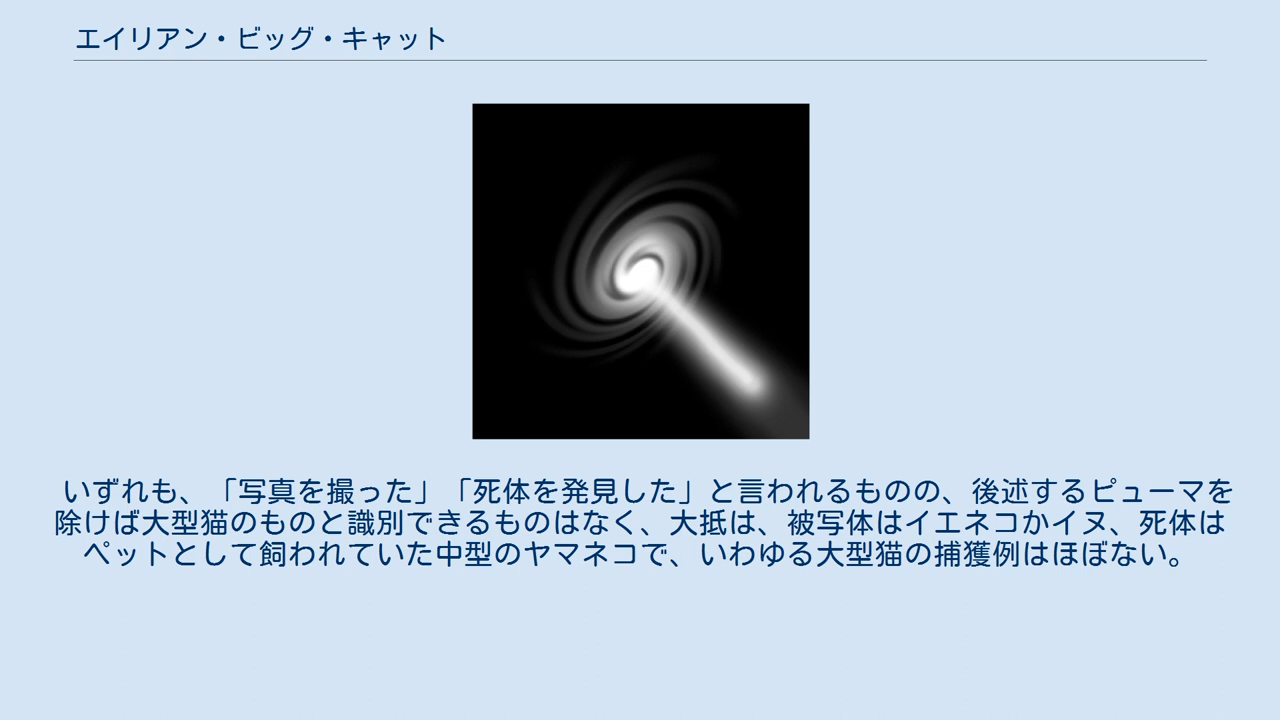 エイリアン・ビッグ・キャット
いずれも、「写真を撮った」「死体を発見した」と言われるものの、後述するピューマを
除けば大型猫のものと識別できるものはなく、大抵は、被写体はイエネコかイヌ、死体は
ペットとして飼われていた中型のヤマネコで、いわゆる大型猫の捕獲例はほぼない。